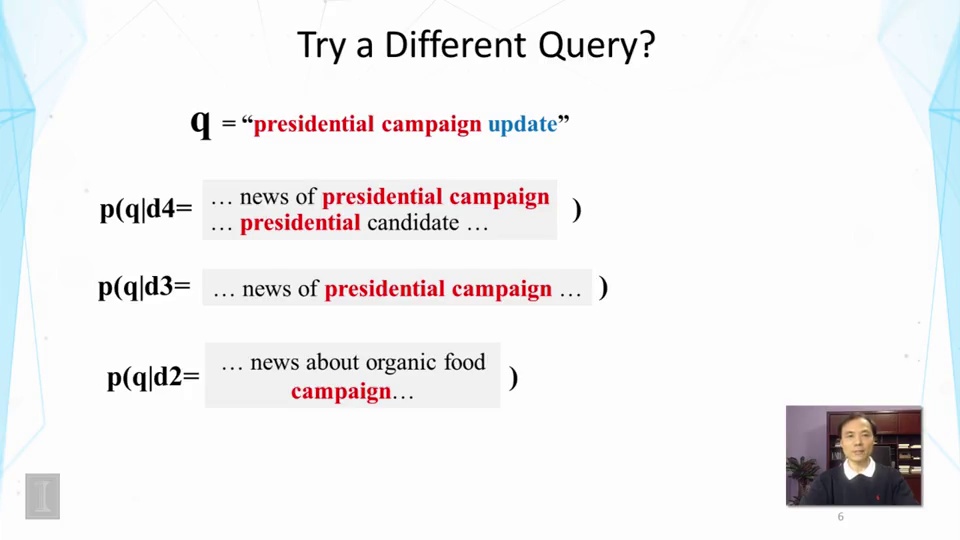 Try a Different Query?
q = “presidential campaign update”
p(q|d4= … news of presidential campaign
… presidential candidate … )
p(q|d3= … news of presidential campaign … )
p(q|d2= … news about organic food
campaign… )
I
6